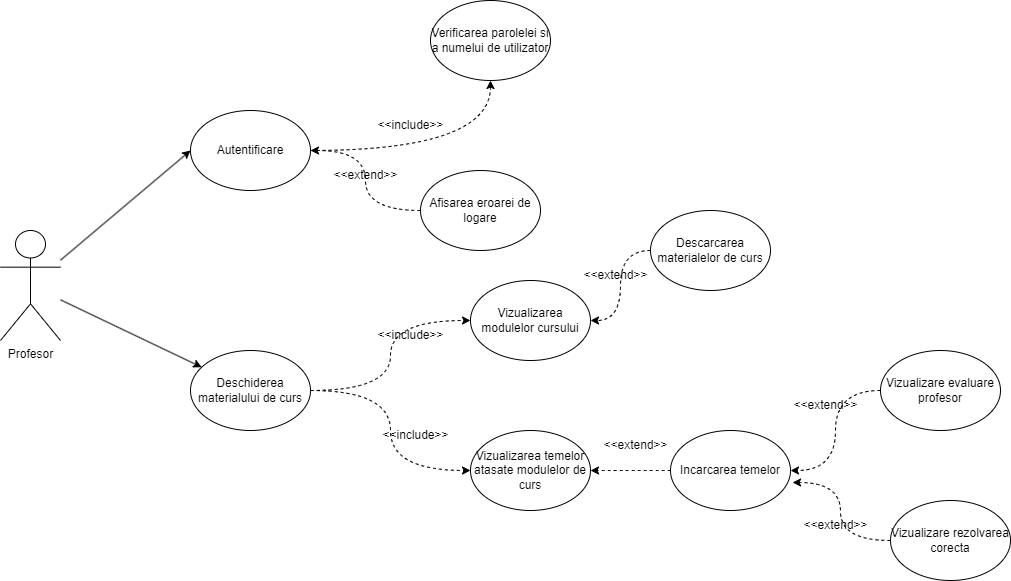 Verificarea parolelei si
a numelui de utilizator
<<include>>
Autentificare
<<extend>>
Afisarea eroarei de
logare
Descarcarea
materialelor de curs
<<extend>>
Vizualizarea
modulelor cursului
<<include>>
Profesor
Deschiderea
materialului de curs
Vizualizare evaluare
profesor
<<extend>>
<<include>>
<<extend>>
Vizualizarea temelor
atasate modulelor de
curs
Incarcarea temelor
<<extend>>
Vizualizare rezolvarea
corecta